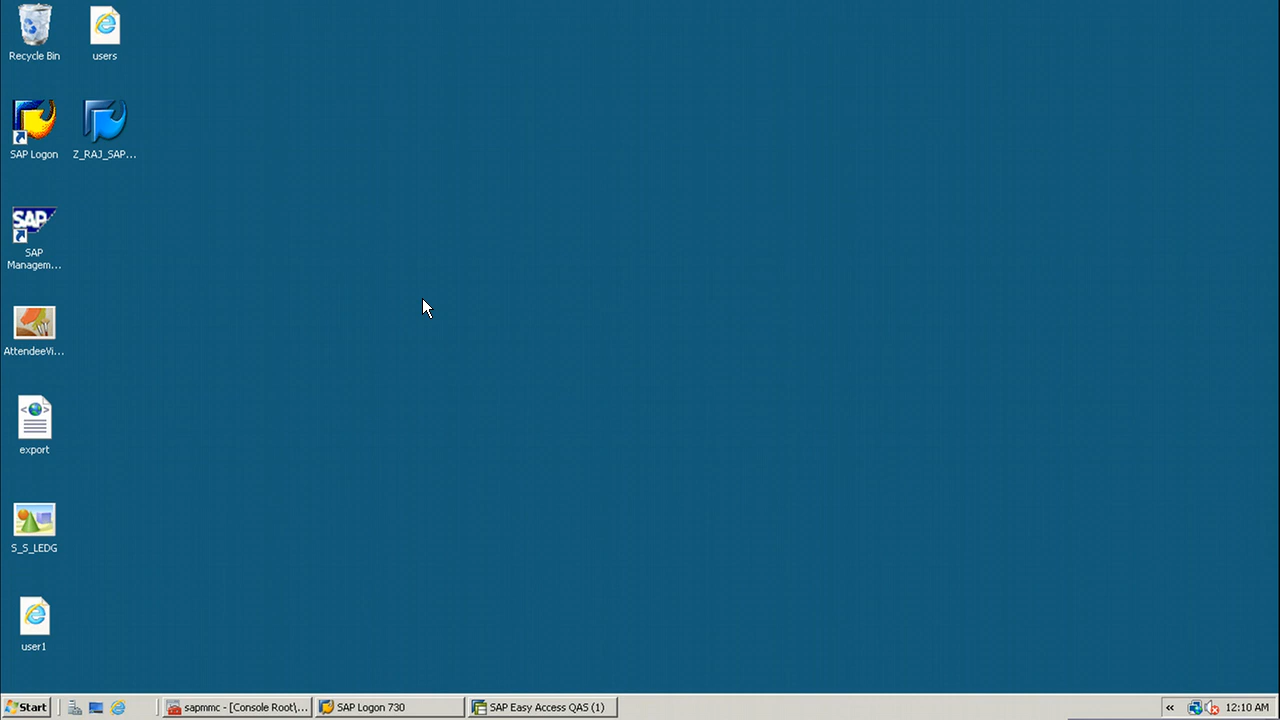 Recycle Bin
users
SAP Logon
Z_RAJ_SAP...
SAP
SAP
Managem...
AttendeeVi...
export
S_S_LEDG
user1
Start
sapmmc - [Console Root\...
SAP Logon 730
SAP Easy Access QAS (1)
«
12:10 AM